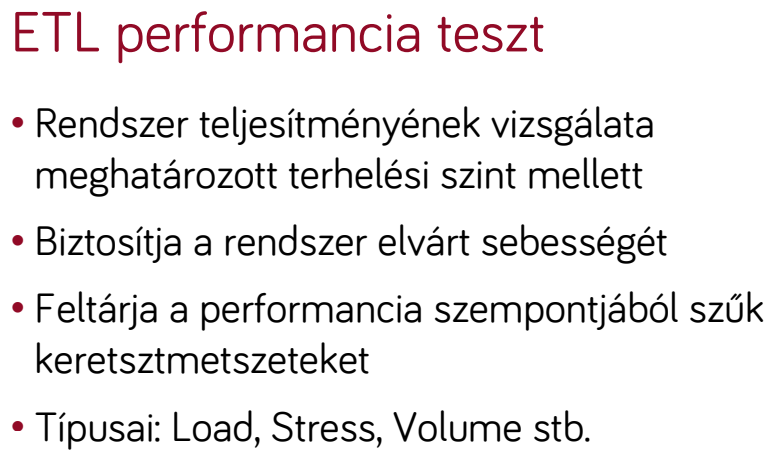 ETL performancia teszt
• Rendszer teljesítményének vizsgálata
meghatározott terhelési szint mellett
• Biztosítja a rendszer elvárt sebességét
• Feltárja a performancia szempontjából szűk
keretsztmetszeteket
• Típusai: Load, Stress, Volume stb.